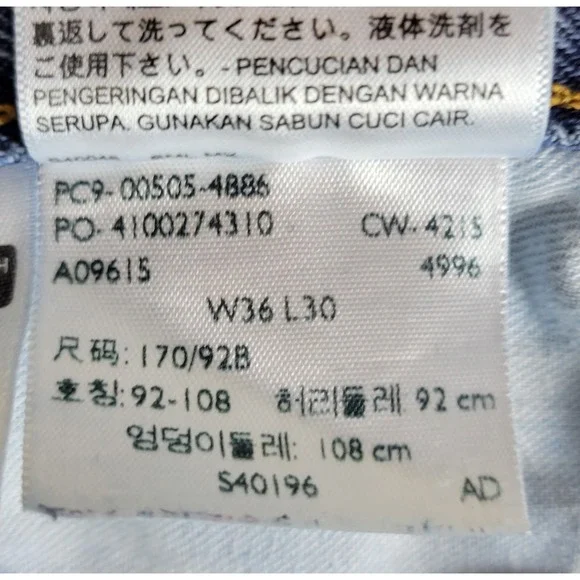 裏返して洗ってください。液体洗剤を
ご使用下さい。- PENCUCIAN DAN
PENGERINGAN DIBALIK DENGAN WARNA
SERUPA. GUNAKAN SABUN CUCI CAIR.
PC9-00505-4886
PO-4100274310 CW-4215
A09615 4996
W36 L30
尺码: 170/92B
호칭: 92-108 허리둘레 92 cm
엉덩이둘레: 108 cm
S40196 AD